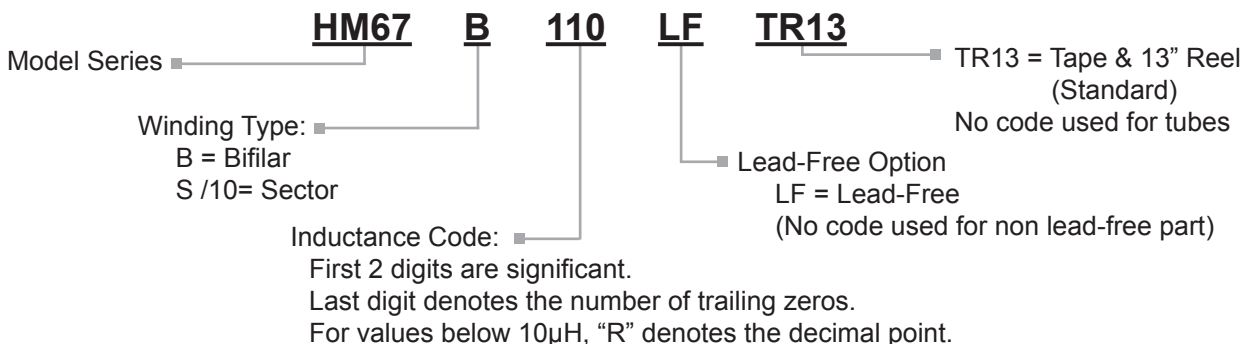 HM67 B 110 LF TR13
Model Series
TR13 = Tape & 13” Reel
(Standard)
No code used for tubes
Winding Type:
B = Bifilar
S /10= Sector
Lead-Free Option
LF = Lead-Free
(No code used for non lead-free part)
Inductance Code:
First 2 digits are significant.
Last digit denotes the number of trailing zeros.
For values below 10µH, “R” denotes the decimal point.